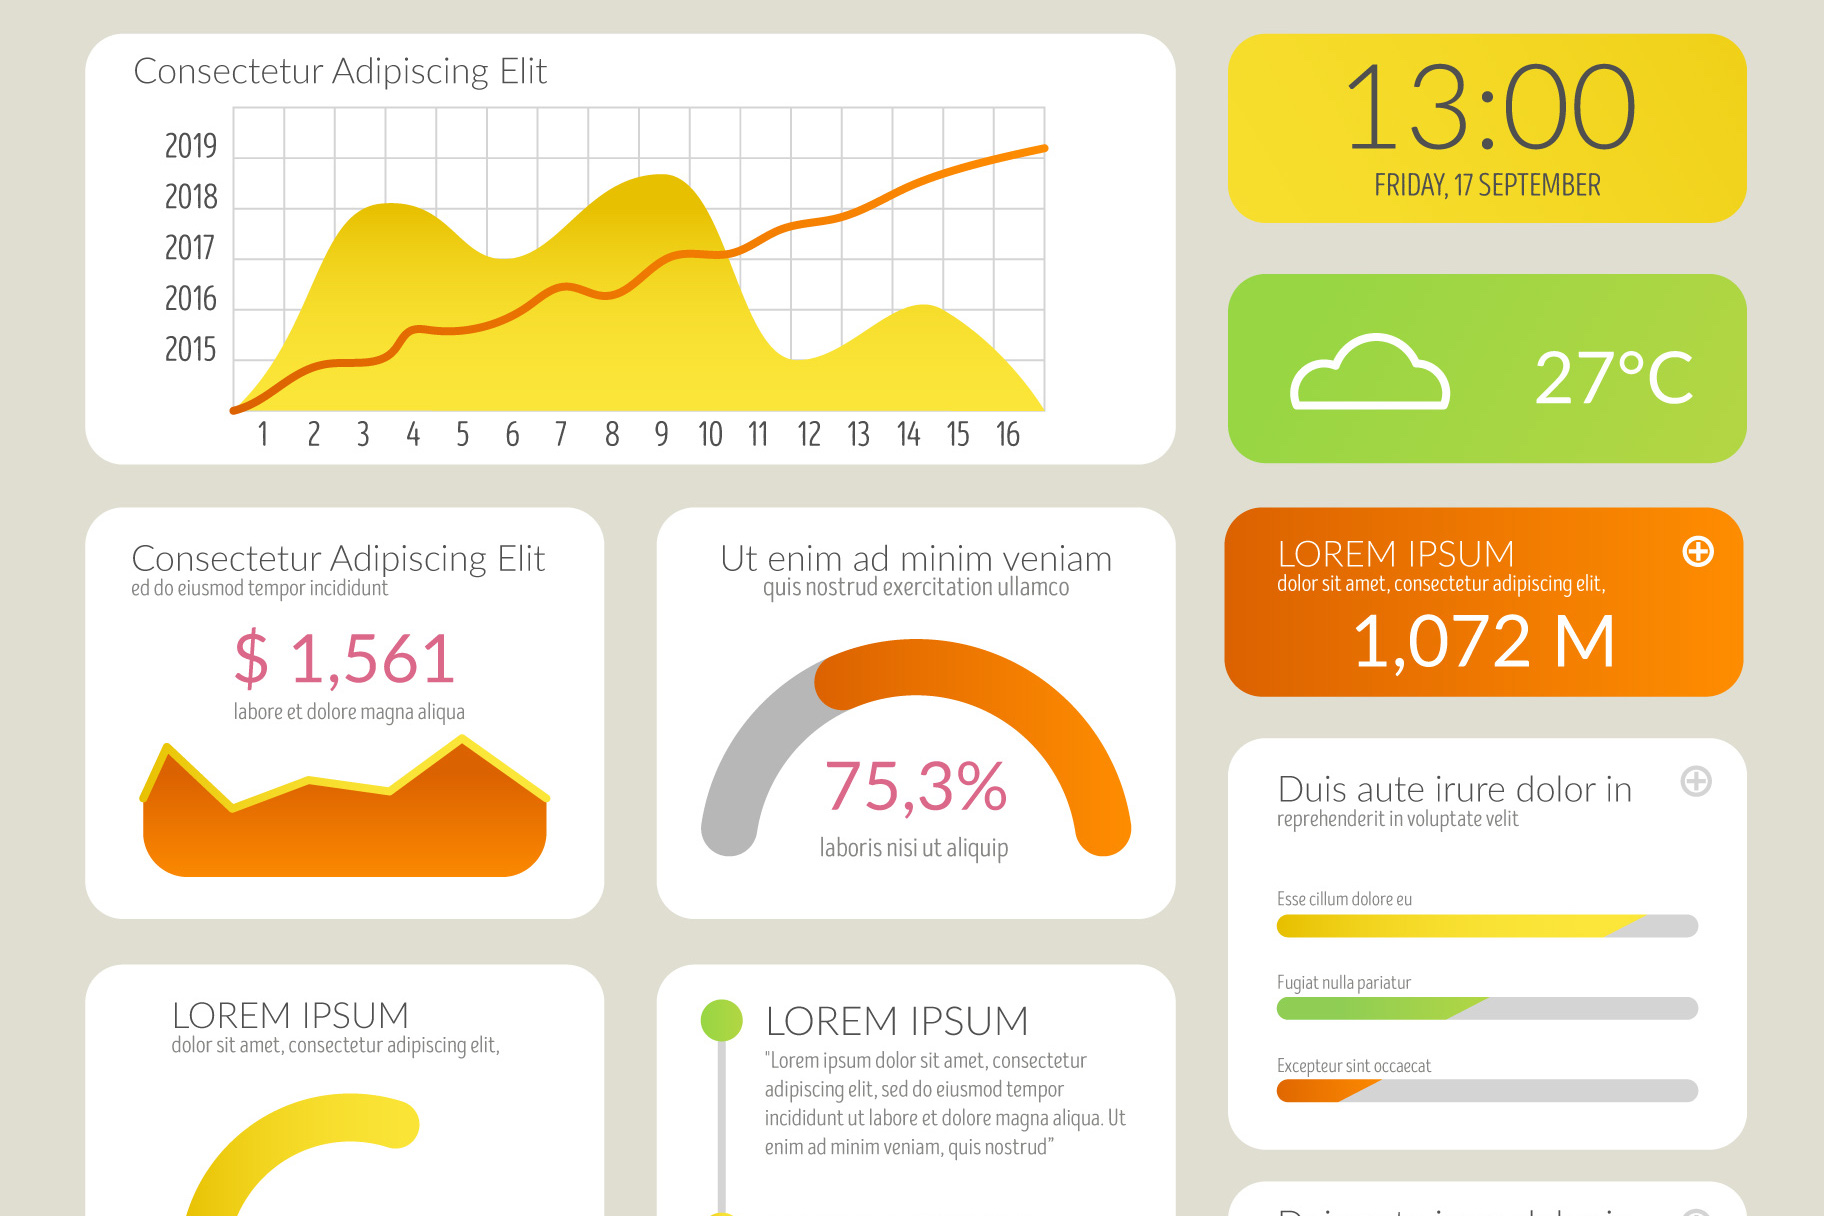 Consectetur Adipiscing Elit
2019
2018
2017
2016
2015
1 2 3 4 5 6 7 8 9 10 11 12 13 14 15 16
13:00
FRIDAY, 17 SEPTEMBER
27°C
Consectetur Adipiscing Elit
ed do eiusmod tempor incididunt
$ 1,561
labore et dolore magna aliqua
Ut enim ad minim veniam
quis nostrud exercitation ullamco
75,3%
laboris nisi ut aliquip
LOREM IPSUM
dolor sit amet, consectetur adipiscing elit,
1,072 M
Duis aute irure dolor in
reprehenderit in voluptate velit
Esse cillum dolore eu
Fugiat nulla pariatur
Excepteur sint occaecat
LOREM IPSUM
dolor sit amet, consectetur adipiscing elit,
LOREM IPSUM
"Lorem ipsum dolor sit amet, consectetur
adipiscing elit, sed do eiusmod tempor
incididunt ut labore et dolore magna aliqua. Ut
enim ad minim veniam, quis nostrud”